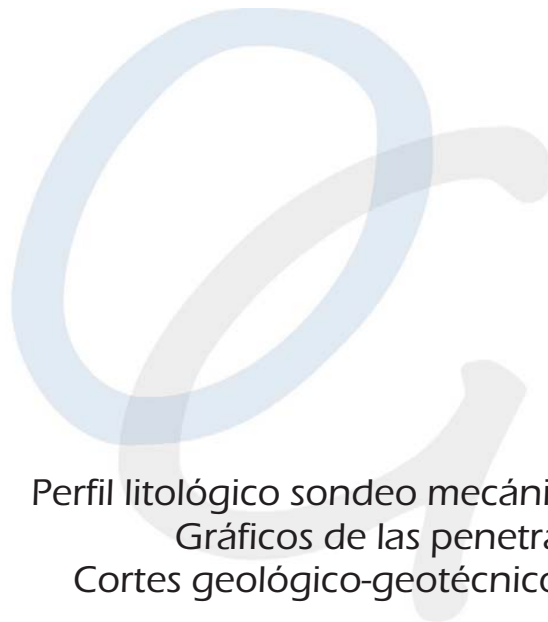 Perfil litológico sondeo mecáni
Gráficos de las penetra
Cortes geológico-geotécnico